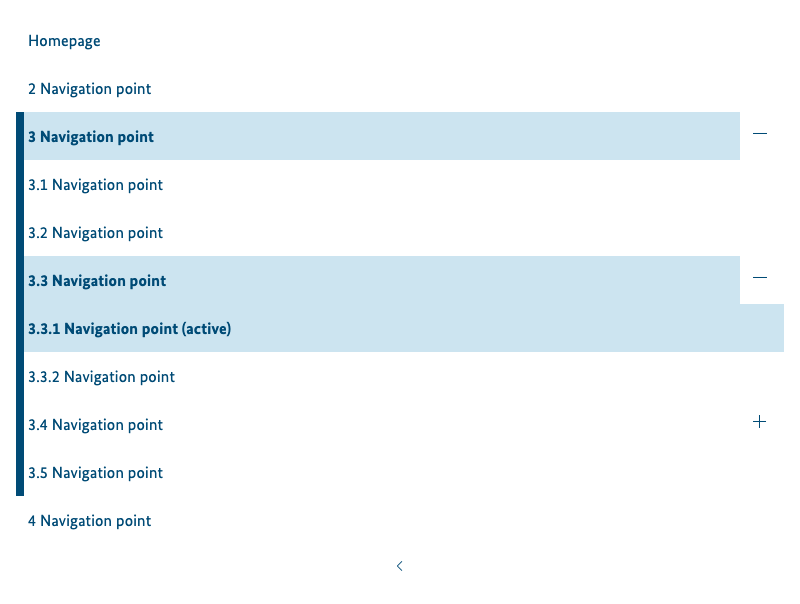 Homepage
2 Navigation point
3 Navigation point
3.1 Navigation point
3.2 Navigation point
3.3 Navigation point
3.3.1 Navigation point (active)
3.3.2 Navigation point
3.4 Navigation point
3.5 Navigation point
4 Navigation point